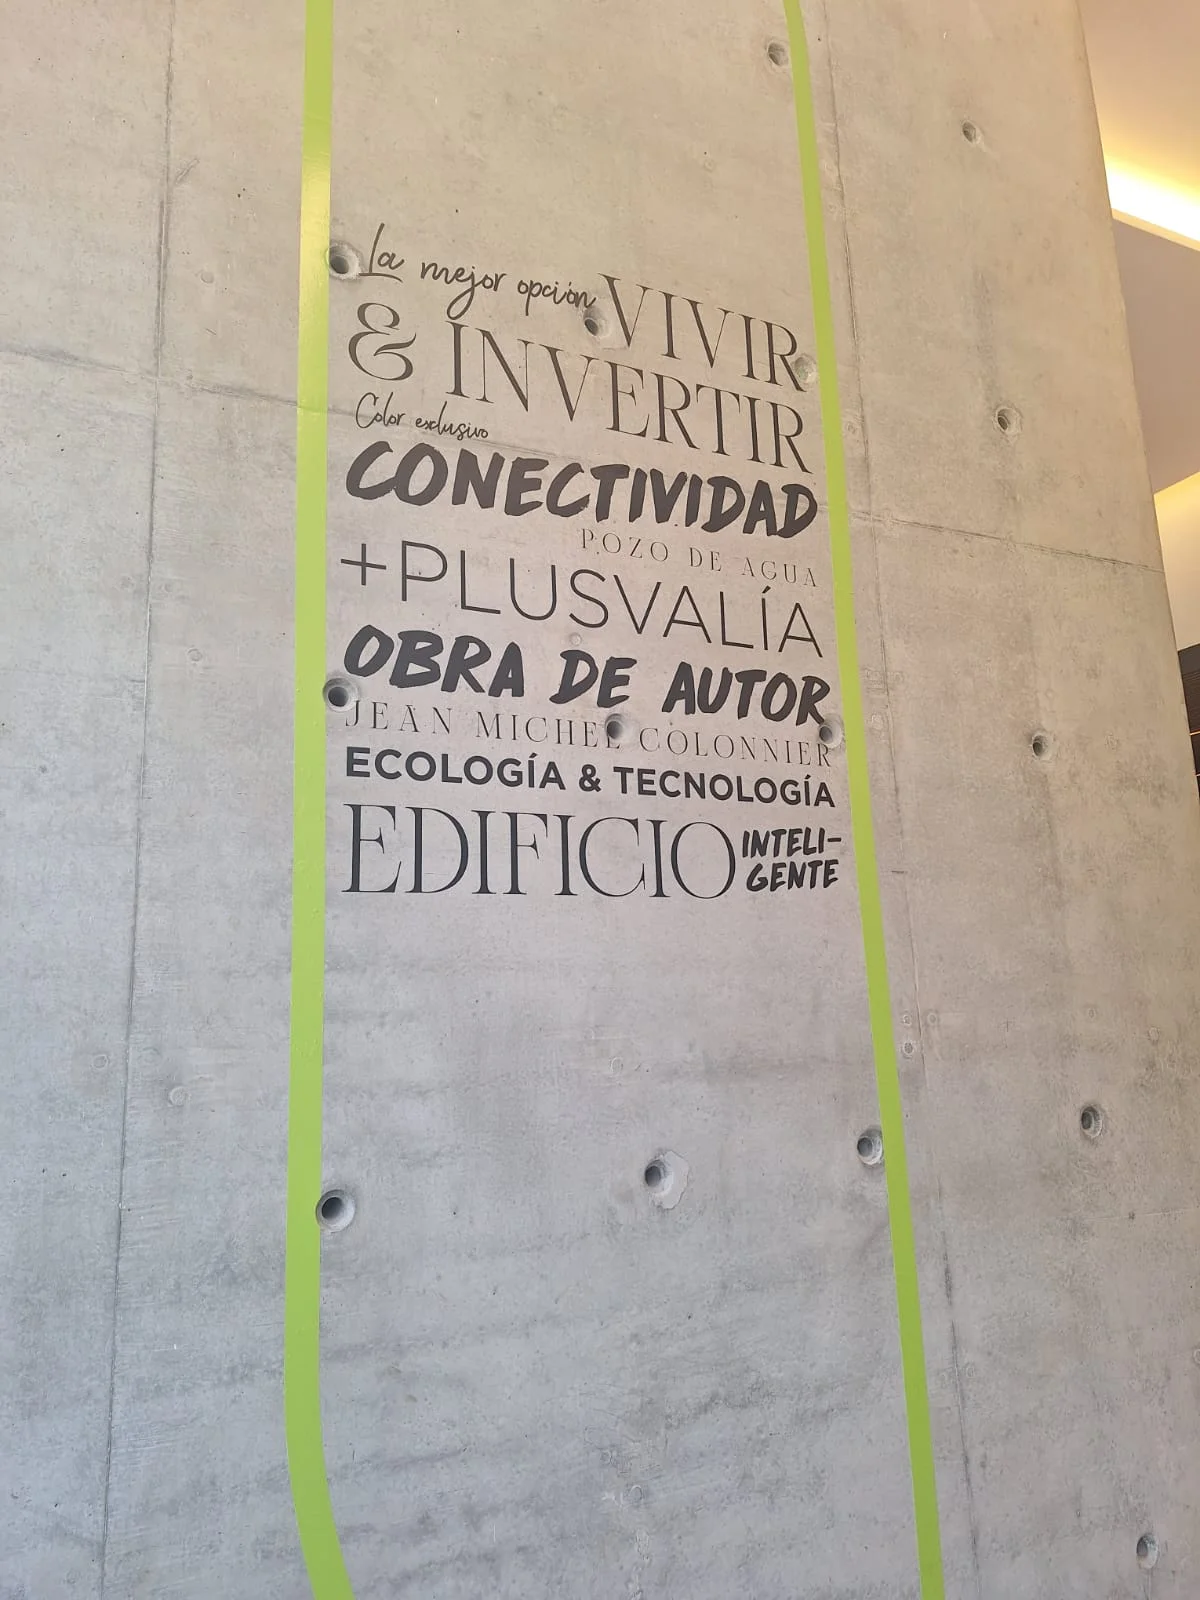 La mejor opción VIVIR
& INVERTIR
Color exclusivo
CONECTIVIDAD
POZO DE AGUA
+PLUSVALÍA
OBRA DE AUTOR
JEAN MICHEL COLONNIER
ECOLOGÍA & TECNOLOGÍA
EDIFICIO INTELI-
GENTE